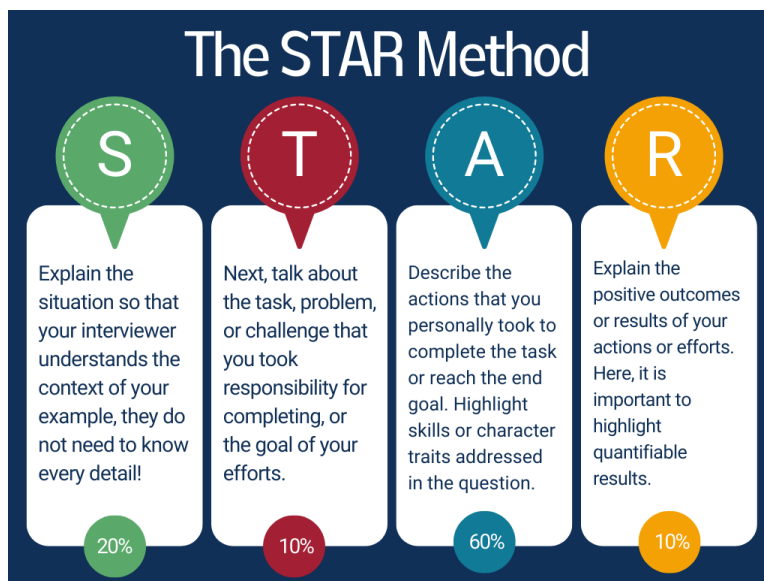 The STAR Method
S
T
A
R
Explain the
situation so that
your interviewer
understands the
context of your
example, they do
not need to know
every detail!
20%
Next, talk about
the task, problem,
or challenge that
you took
responsibility for
completing, or
the goal of your
efforts.
10%
Describe the
actions that you
personally took to
complete the task
or reach the end
goal. Highlight
skills or character
traits addressed
in the question.
60%
Explain the
positive outcomes
or results of your
actions or efforts.
Here, it is
important to
highlight
quantifiable
results.
10%